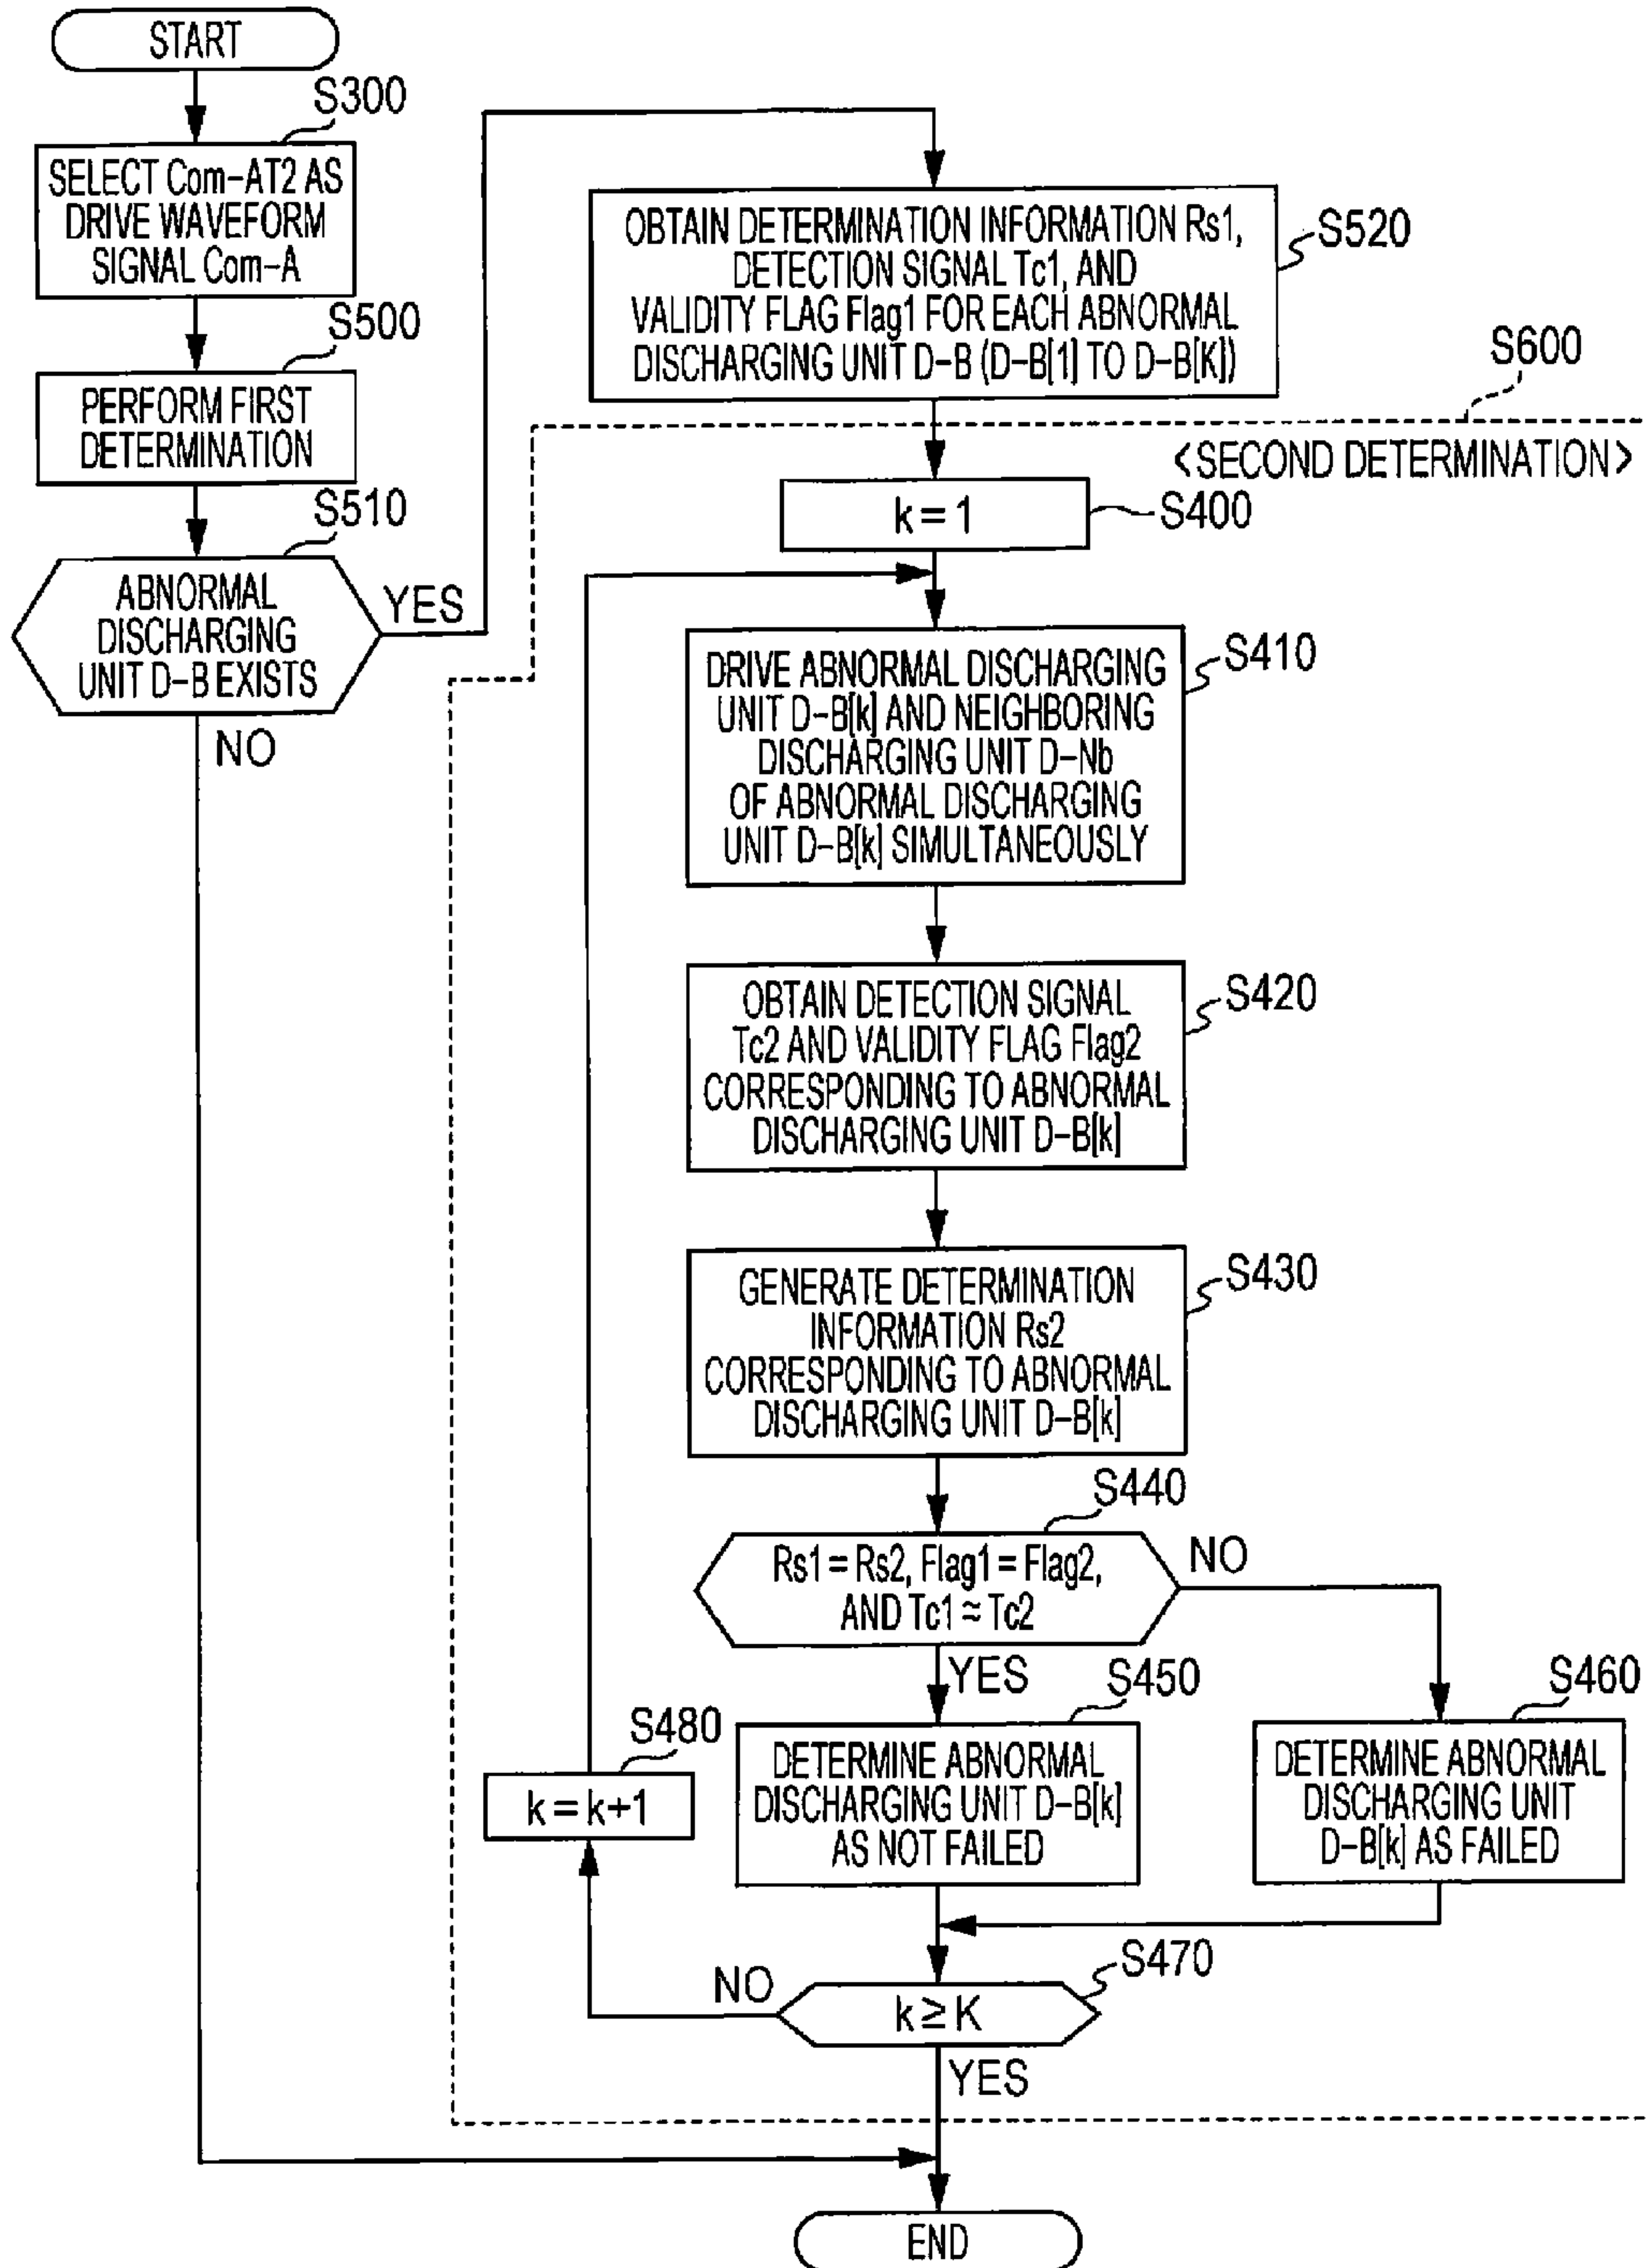 START
S300
SELECT Com-AT2 AS
DRIVE WAVEFORM
SIGNAL Com-A
S500
PERFORM FIRST
DETERMINATION
S510
ABNORMAL
DISCHARGING
UNIT D-B EXISTS
YES
NO
OBTAIN DETERMINATION INFORMATION Rs1,
DETECTION SIGNAL Tc1, AND
VALIDITY FLAG Flag1 FOR EACH ABNORMAL
DISCHARGING UNIT D-B (D-B[1] TO D-B[K])
S520
S600
<SECOND DETERMINATION>
k = 1
S400
DRIVE ABNORMAL DISCHARGING
UNIT D-B[k] AND NEIGHBORING
DISCHARGING UNIT D-Nb
OF ABNORMAL DISCHARGING
UNIT D-B[k] SIMULTANEOUSLY
S410
OBTAIN DETECTION SIGNAL
Tc2 AND VALIDITY FLAG Flag2
CORRESPONDING TO ABNORMAL
DISCHARGING UNIT D-B[k]
S420
GENERATE DETERMINATION
INFORMATION Rs2
CORRESPONDING TO ABNORMAL
DISCHARGING UNIT D-B[k]
S430
S440
Rs1 = Rs2, Flag1 = Flag2,
AND Tc1 ≈ Tc2
NO
YES
S450
DETERMINE ABNORMAL
DISCHARGING UNIT D-B[k]
AS NOT FAILED
S460
DETERMINE ABNORMAL
DISCHARGING UNIT
D-B[k] AS FAILED
S480
k = k+1
S470
k ≥ K
NO
YES
END